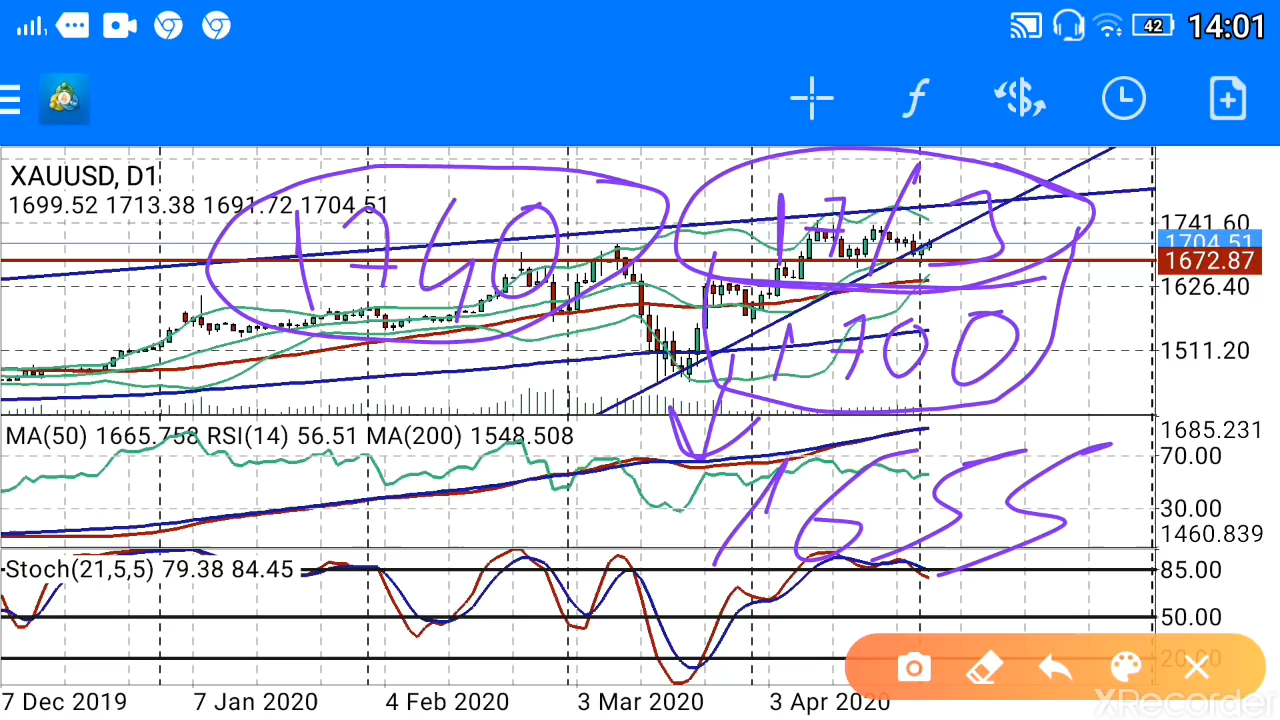 42 14:01
XAUUSD, D1
1699.52 1713.38 1691.72 1704.51
1740
1741.60
1704.51
1672.87
1626.40
1700
1511.20
MA(50) 1665.758 RSI(14) 56.51 MA(200) 1548.508
1685.231
70.00
1655
30.00
1460.839
Stoch(21,5,5) 79.38 84.45
85.00
50.00
20.00
7 Dec 2019 7 Jan 2020 4 Feb 2020 3 Mar 2020 3 Apr 2020
XRecorder